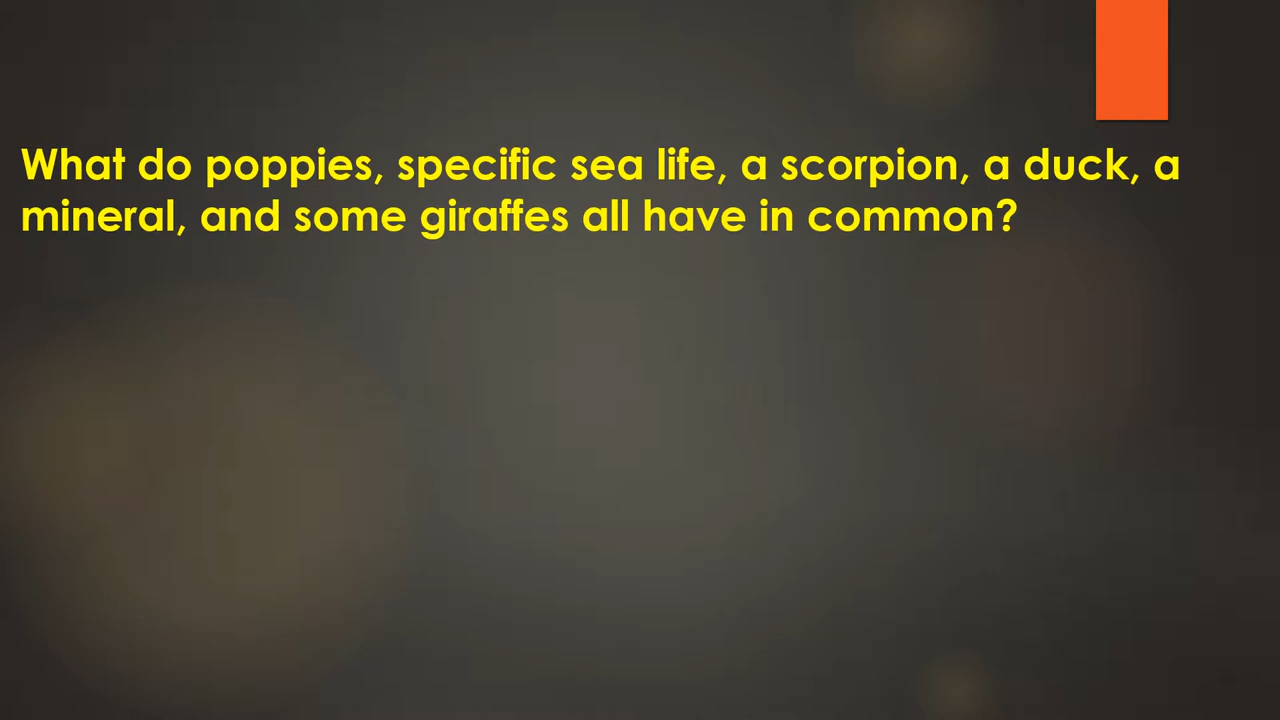 What do poppies, specific sea life, a scorpion, a duck, a
mineral, and some giraffes all have in common?